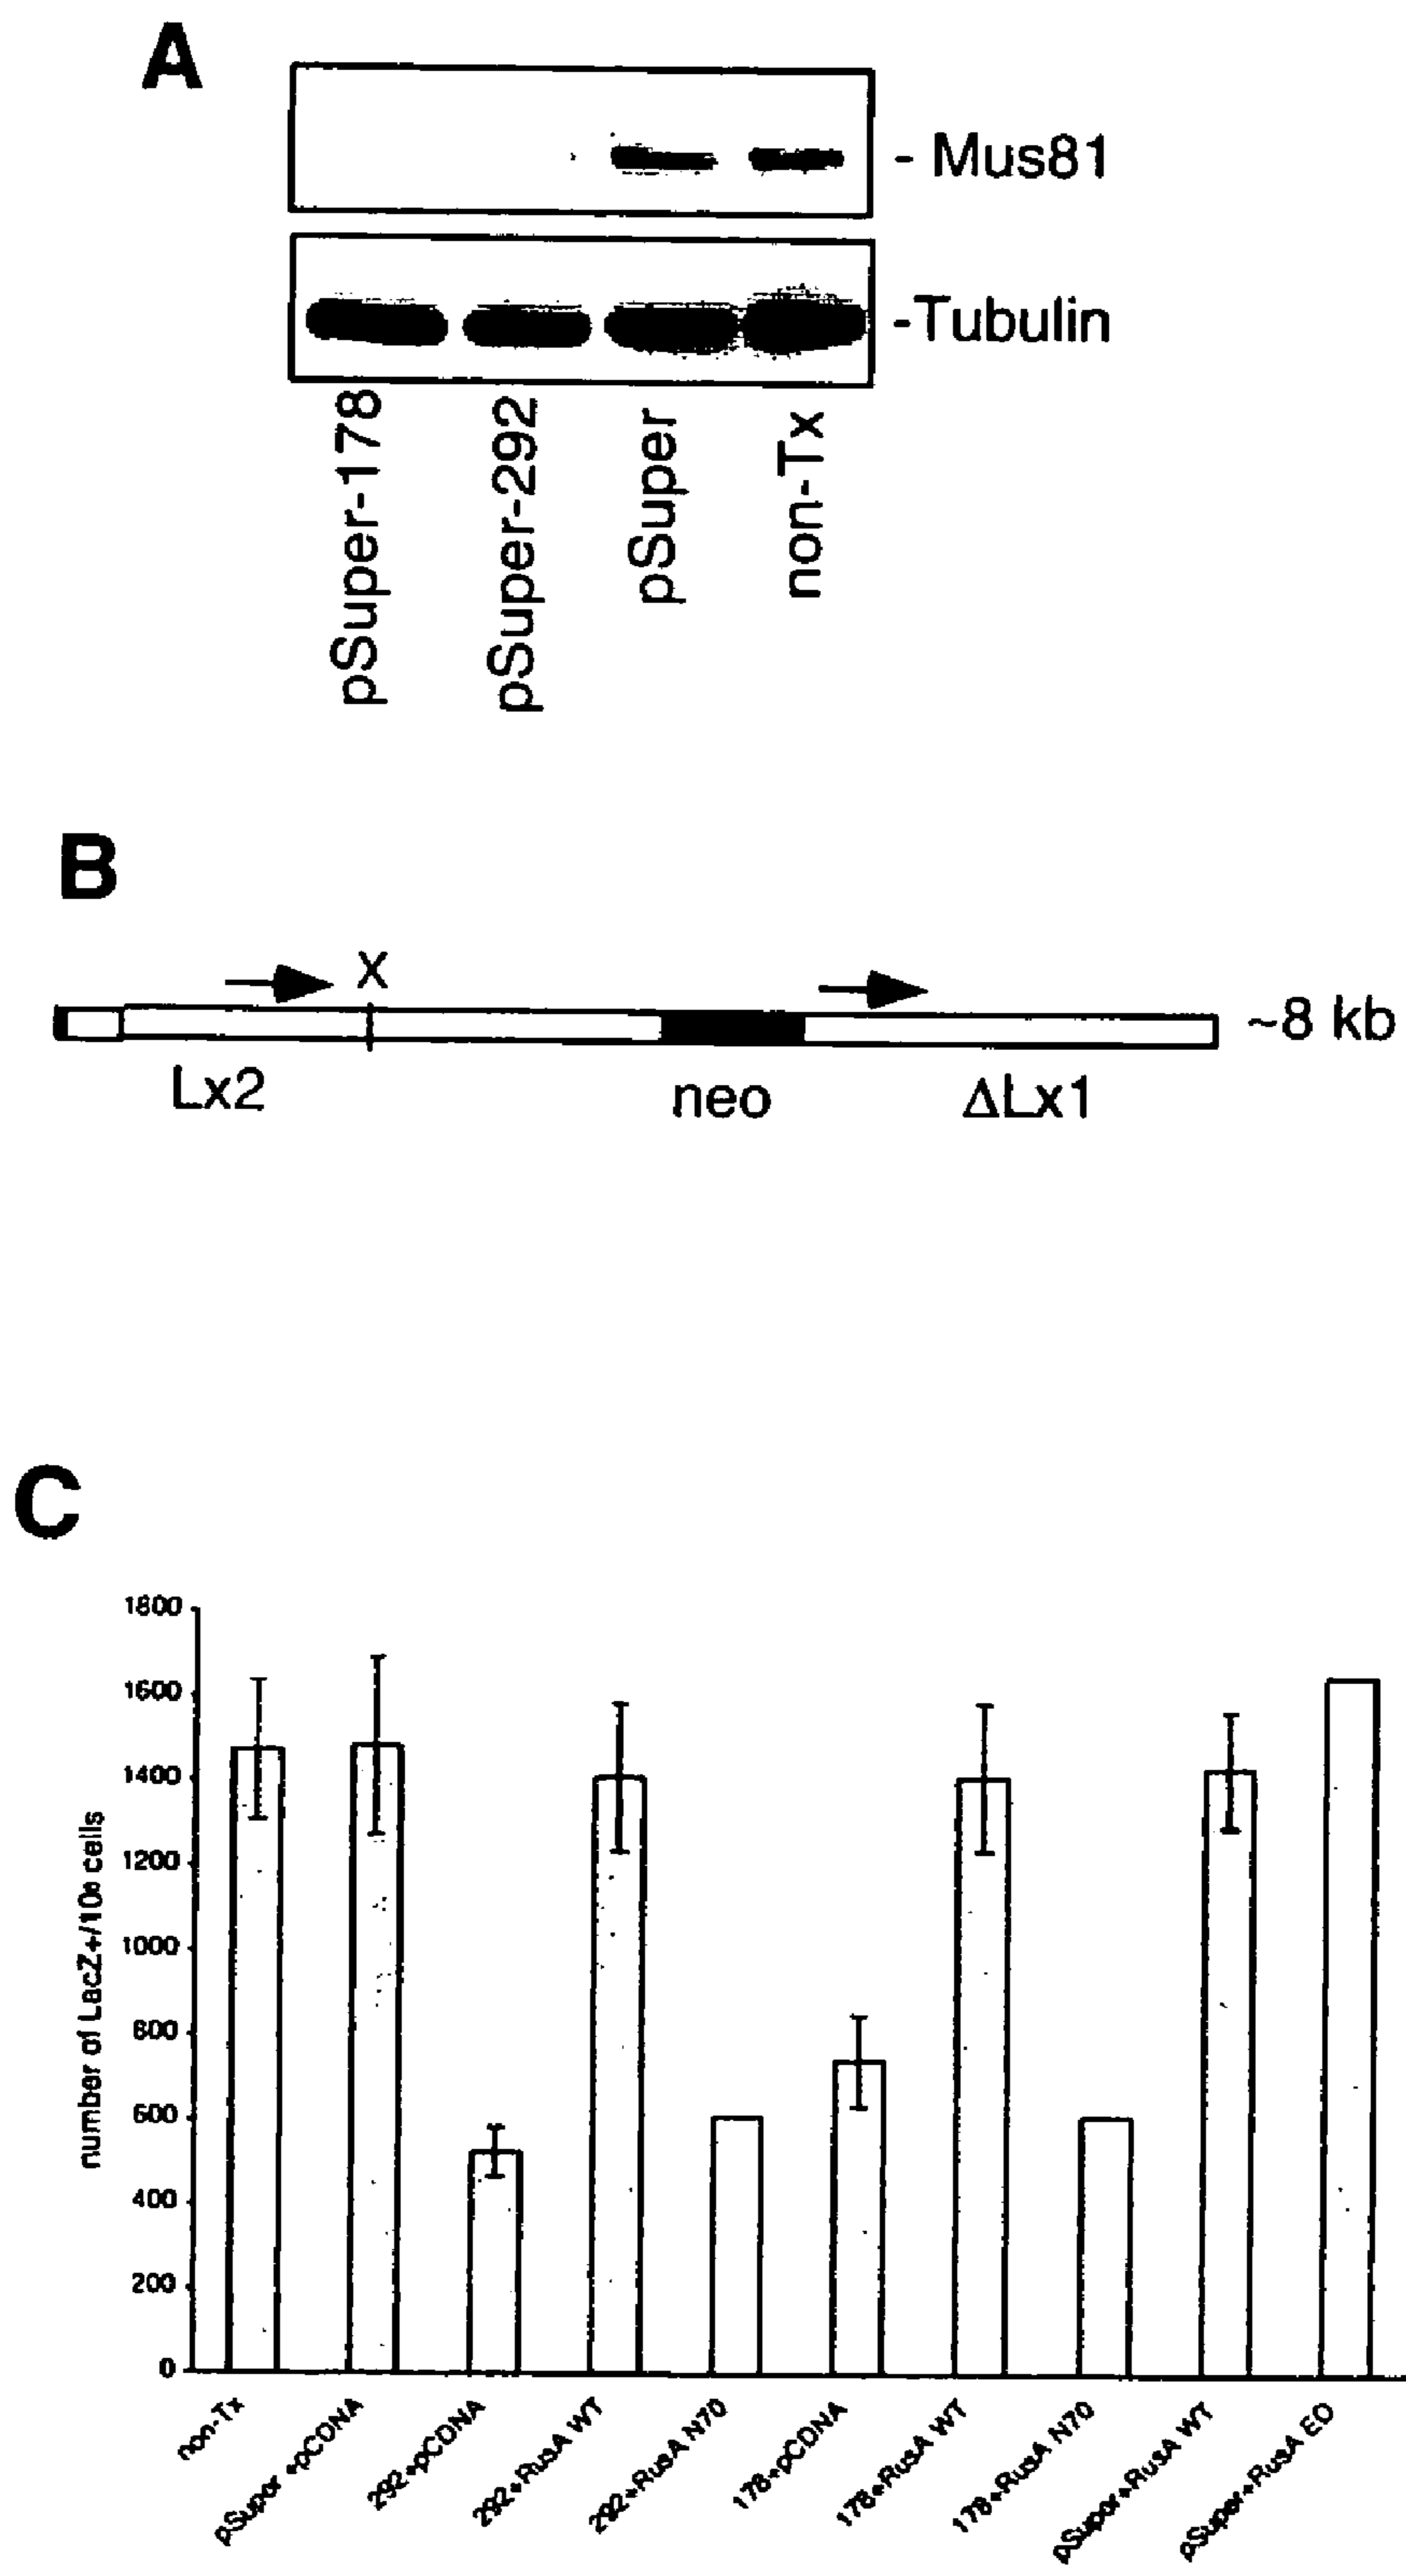 A
- Mus81
-Tubulin
pSuper-178
pSuper-292
pSuper
non-Tx
B
X
~8 kb
Lx2
neo
ΔLx1
C
1800
1600
1400
1200
1000
800
600
400
200
0
number of LacZ+/10⁶ cells
non-Tx
pSuper +pCDNA
292+pCDNA
292+RusA WT
292+RusA N70
178+pCDNA
178+RusA WT
178+RusA N70
pSuper+RusA WT
pSuper+RusA